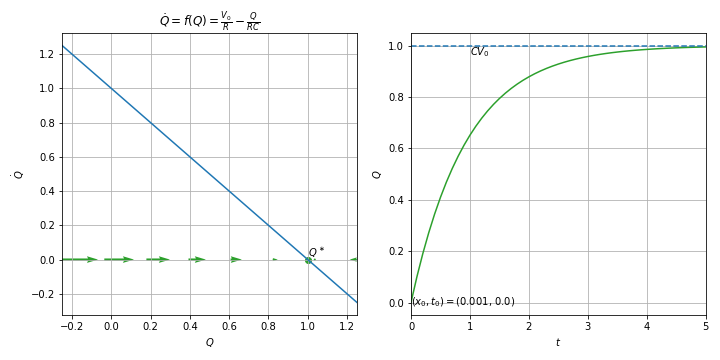 Q̇ = f(Q) = V₀/R − Q/RC
1.2
1.0
0.8
0.6
0.4
0.2
0.0
−0.2
Q̇
Q*
−0.2 0.0 0.2 0.4 0.6 0.8 1.0 1.2
Q
1.0
0.8
0.6
0.4
0.2
0.0
Q
CV₀
(x₀, t₀) = (0.001, 0.0)
0 1 2 3 4 5
t